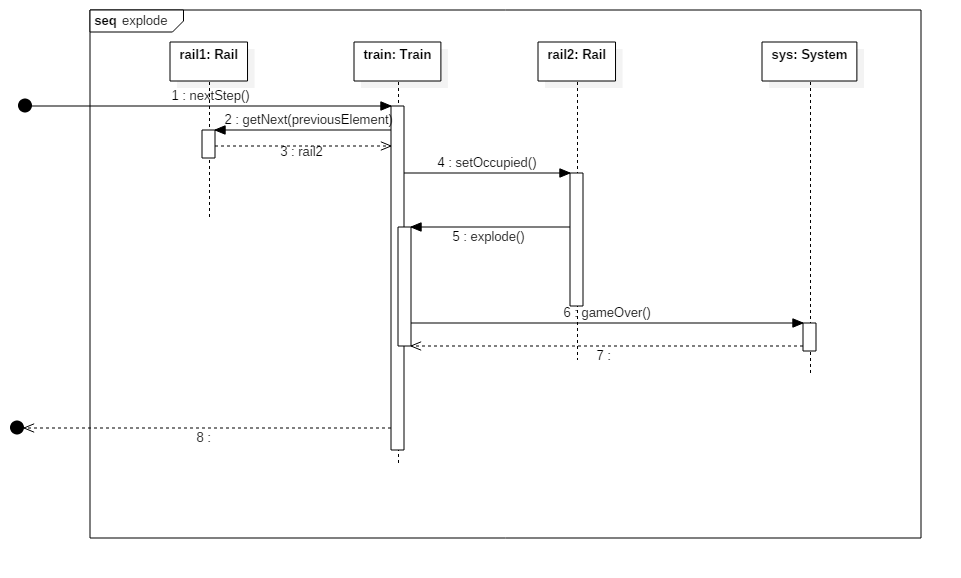 seq explode
rail1: Rail
train: Train
rail2: Rail
sys: System
1 : nextStep()
2 : getNext(previousElement)
3 : rail2
4 : setOccupied()
5 : explode()
6 : gameOver()
7 :
8 :